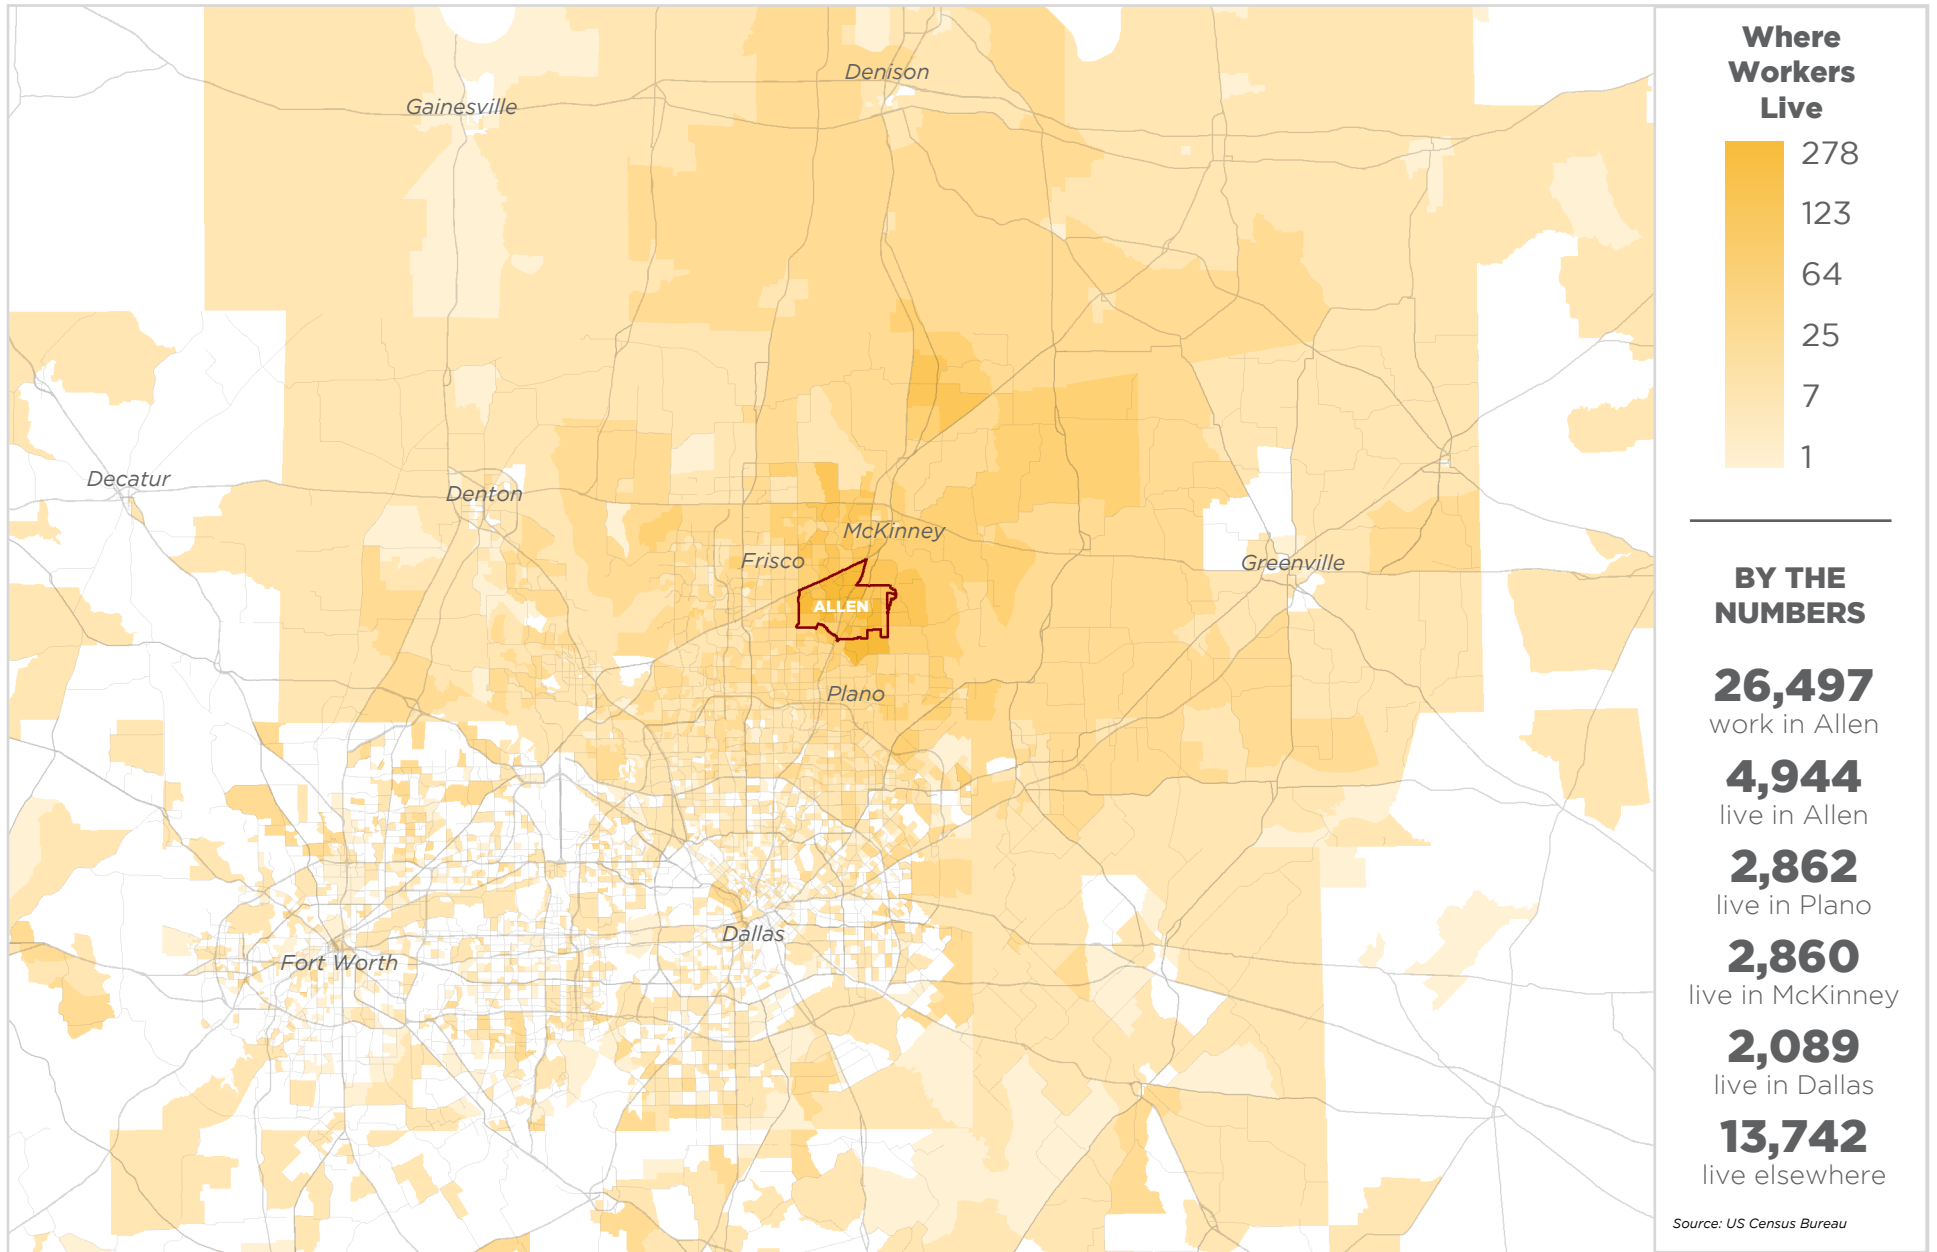 Denison
Gainesville
Decatur
Denton
McKinney
Frisco
Greenville
ALLEN
Plano
Dallas
Fort Worth
Where
Workers
Live
278
123
64
25
7
1
BY THE
NUMBERS
26,497
work in Allen
4,944
live in Allen
2,862
live in Plano
2,860
live in McKinney
2,089
live in Dallas
13,742
live elsewhere
Source: US Census Bureau